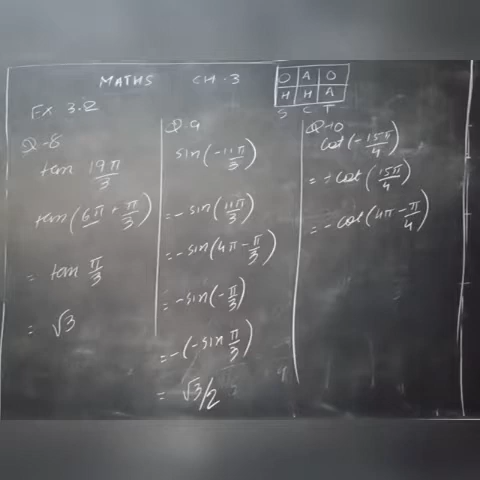 MATHS CH.3
O A O
H H A
S C T
EX 3.2
Q-8
tan 19π/3
tan(6π + π/3)
= tan π/3
= √3
Q-9
sin(-11π/3)
= -sin(11π/3)
= -sin(4π - π/3)
= -sin(-π/3)
= -(-sin π/3)
= √3/2
Q-10
cot(-15π/4)
= -cot(15π/4)
= -cot(4π - π/4)